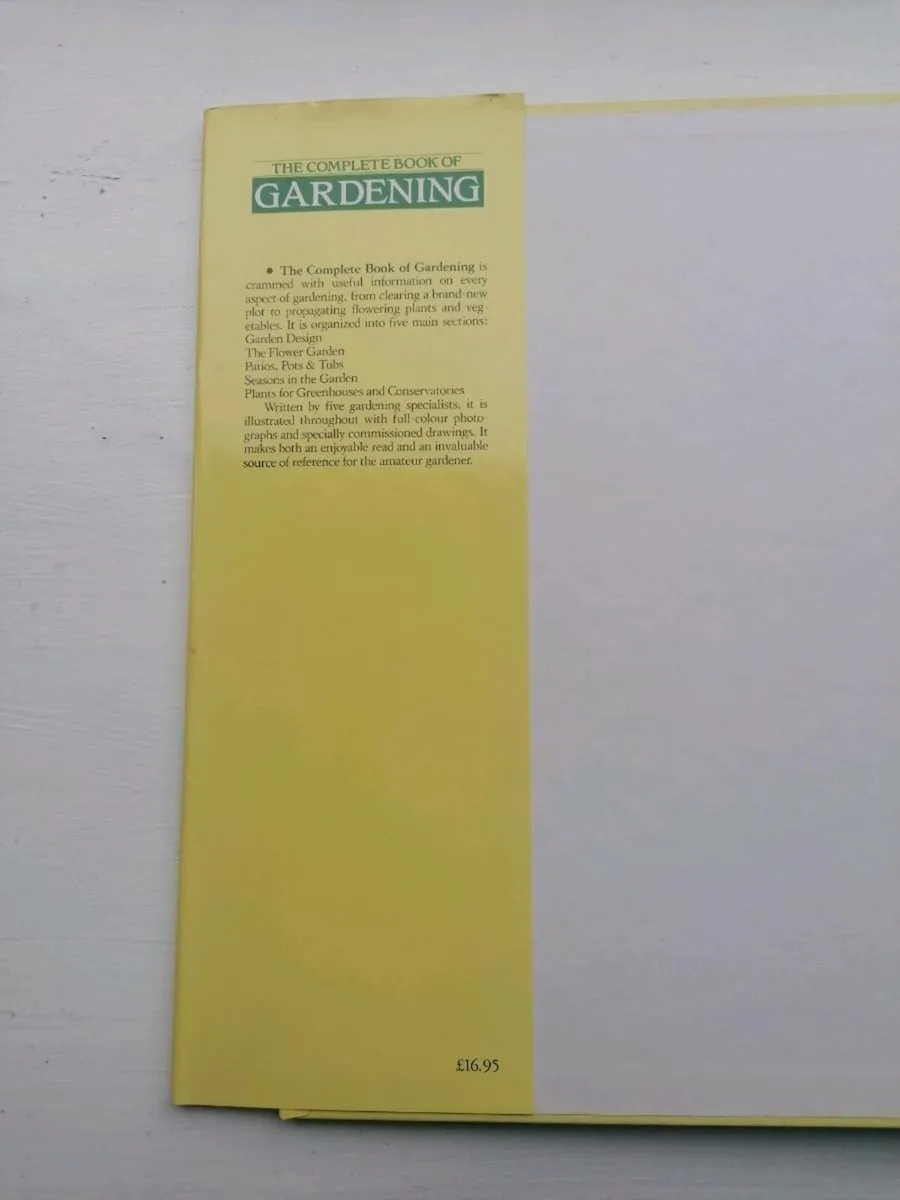 THE COMPLETE BOOK OF
GARDENING
• The Complete Book of Gardening is
crammed with useful information on every
aspect of gardening, from clearing a brand-new
plot to propagating flowering plants and veg-
etables. It is organized into five main sections:
Garden Design
The Flower Garden
Patios, Pots & Tubs
Seasons in the Garden
Plants for Greenhouses and Conservatories
Written by five gardening specialists, it is
illustrated throughout with full-colour photo-
graphs and specially commissioned drawings. It
makes both an enjoyable read and an invaluable
source of reference for the amateur gardener.
£16.95